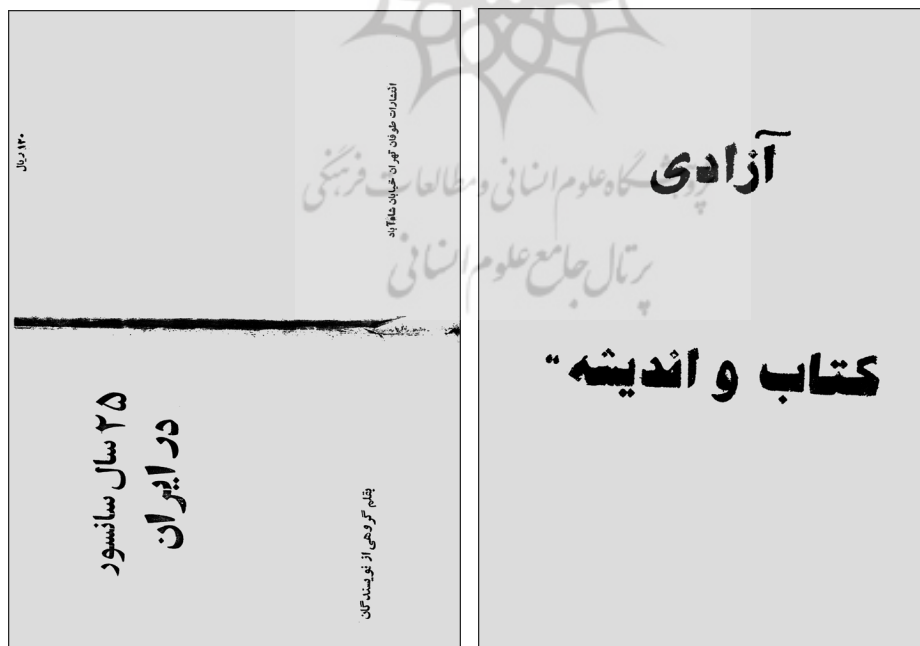 آزادی
کتاب و اندیشه "
۲۵ سال سانسور
در ایران
بقلم گروهی از نویسندگان
انتشارات طوفان تهران خیابان شاه‌آباد
۱۲۰ ریال
پژوهشگاه علوم انسانی و مطالعات فرهنگی
پرتال جامع علوم انسانی